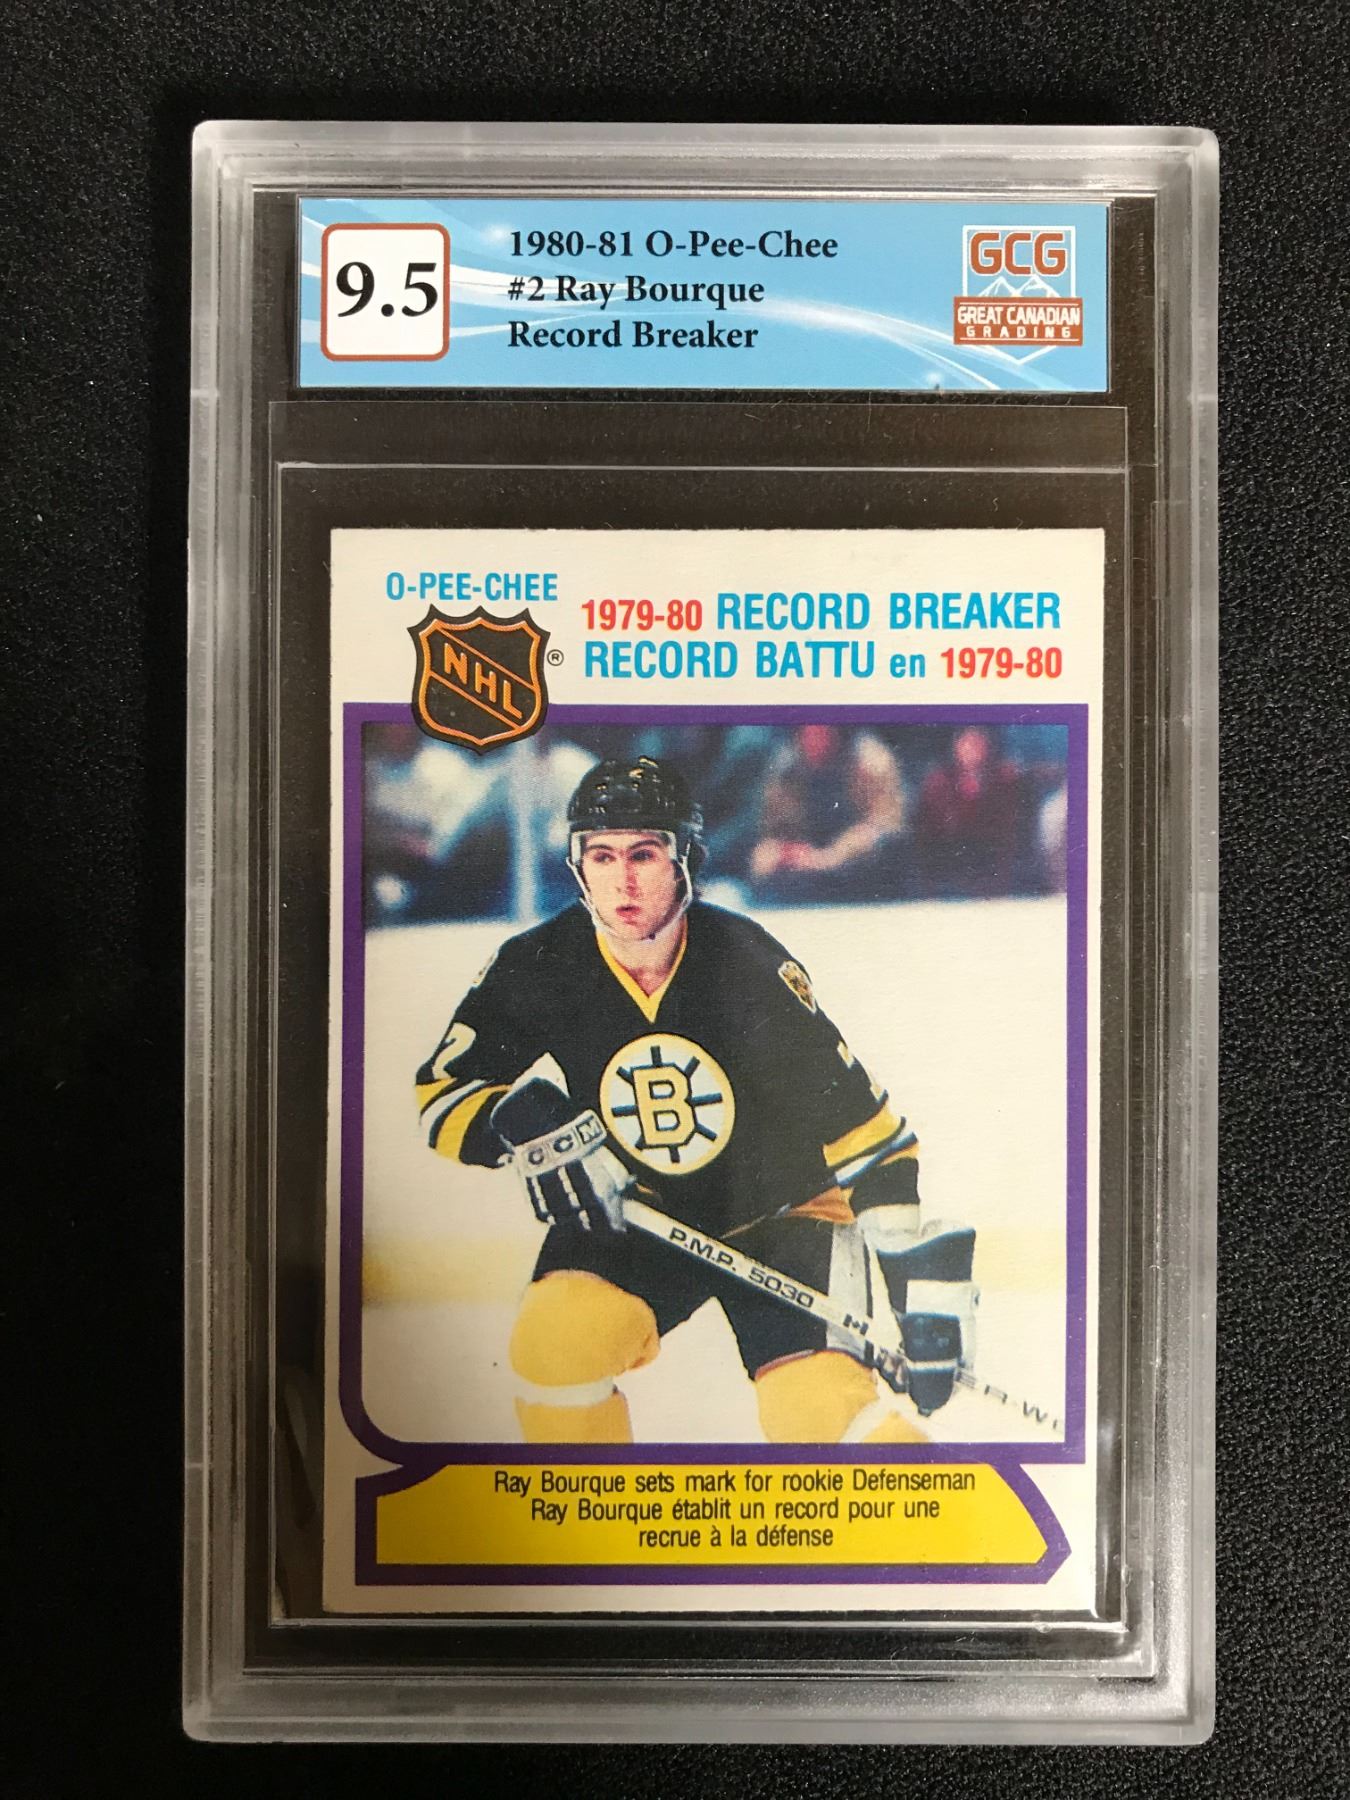 9.5
1980-81 O-Pee-Chee
#2 Ray Bourque
Record Breaker
GCG
GREAT CANADIAN
GRADING
O-PEE-CHEE
NHL
®
1979-80 RECORD BREAKER
RECORD BATTU en 1979-80
7
B
CCM
P.M.P. 5030
Ray Bourque sets mark for rookie Defenseman
Ray Bourque établit un record pour une
recrue à la défense